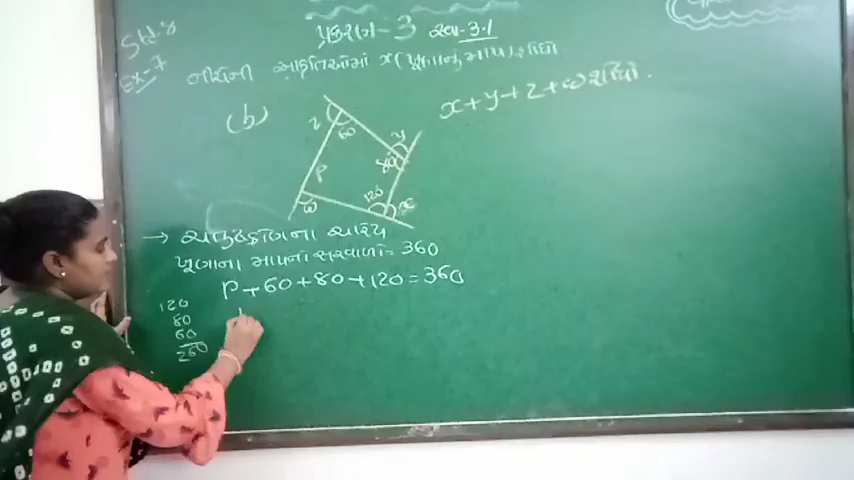 પ્રકરણ-3 સ્વા-3.1
Std-8
Ex-7
નીચેની આકૃતિઓમાં x (ખૂણાનું માપ) શોધો
(b)
x+y+z+w શોધો.
z
60
y
80
P
120
w
x
→ ચતુષ્કોણના ચારેય
ખૂણાના માપનો સરવાળો = 360
P+60+80+120=360
120
80
60
260